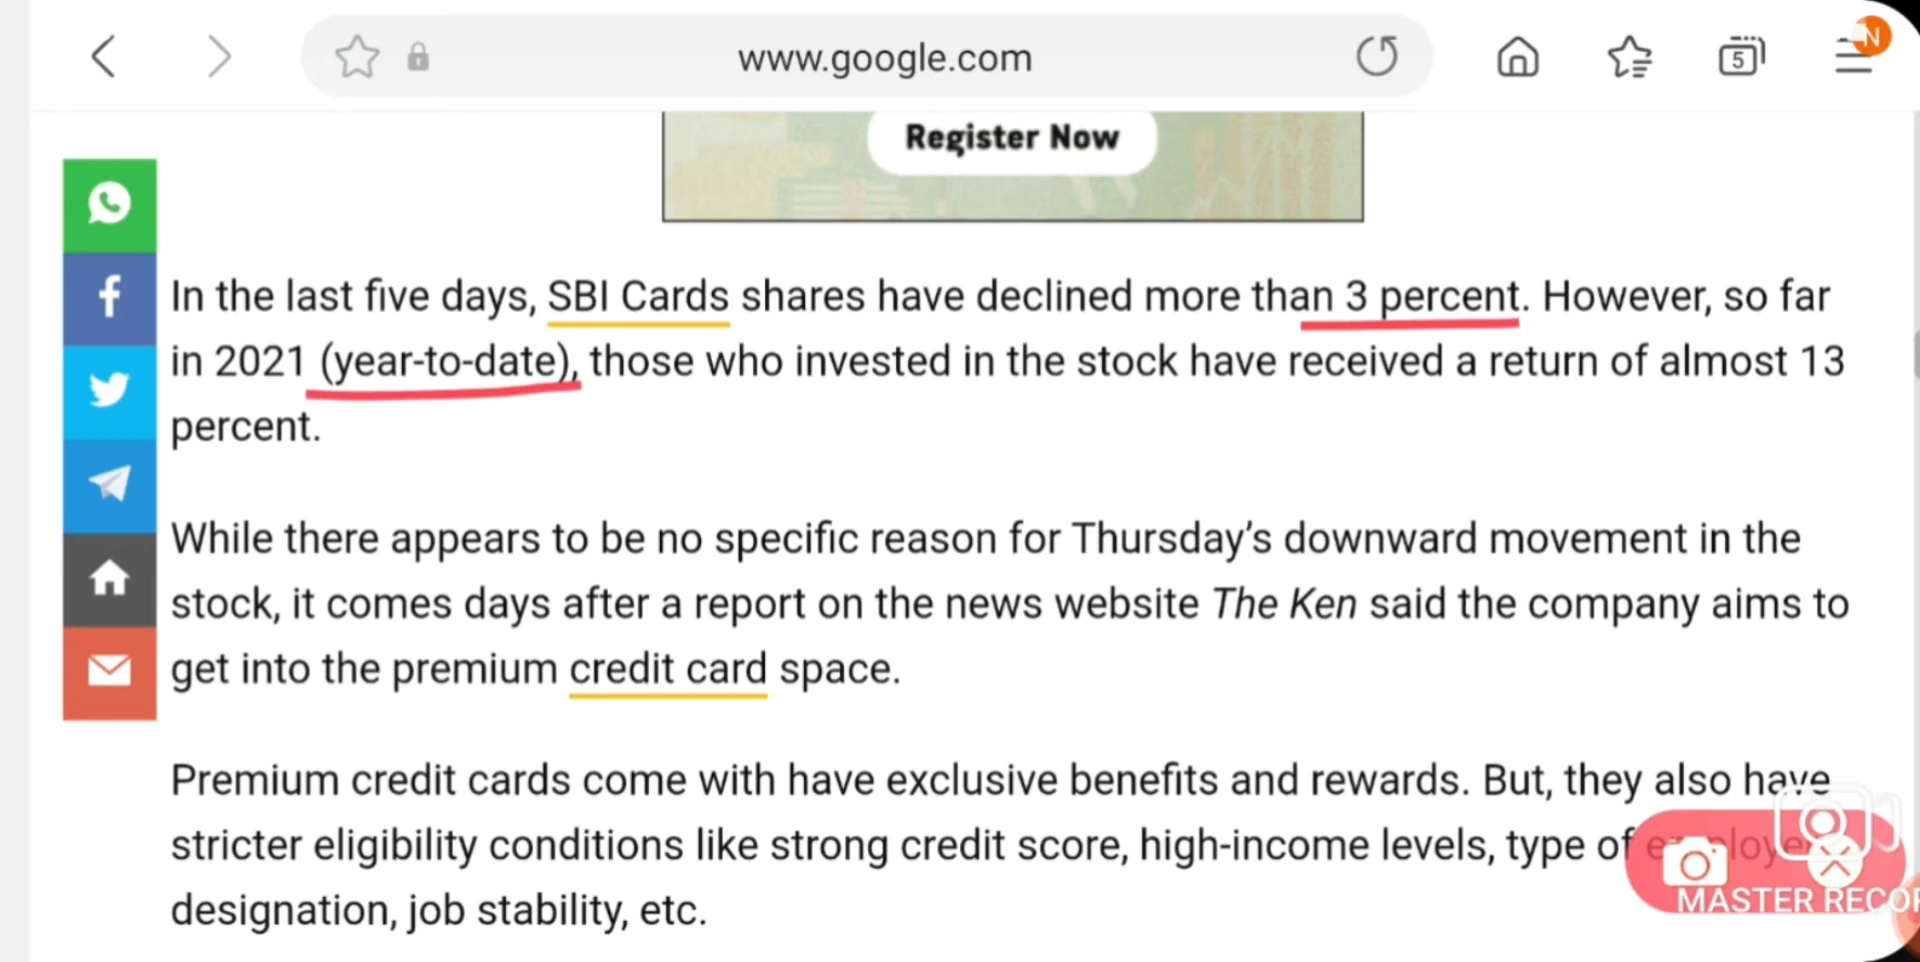 www.google.com
5
N
Register Now
In the last five days, SBI Cards shares have declined more than 3 percent. However, so far
in 2021 (year-to-date), those who invested in the stock have received a return of almost 13
percent.
While there appears to be no specific reason for Thursday’s downward movement in the
stock, it comes days after a report on the news website The Ken said the company aims to
get into the premium credit card space.
Premium credit cards come with have exclusive benefits and rewards. But, they also have
stricter eligibility conditions like strong credit score, high-income levels, type of
designation, job stability, etc.
MASTER RECOR